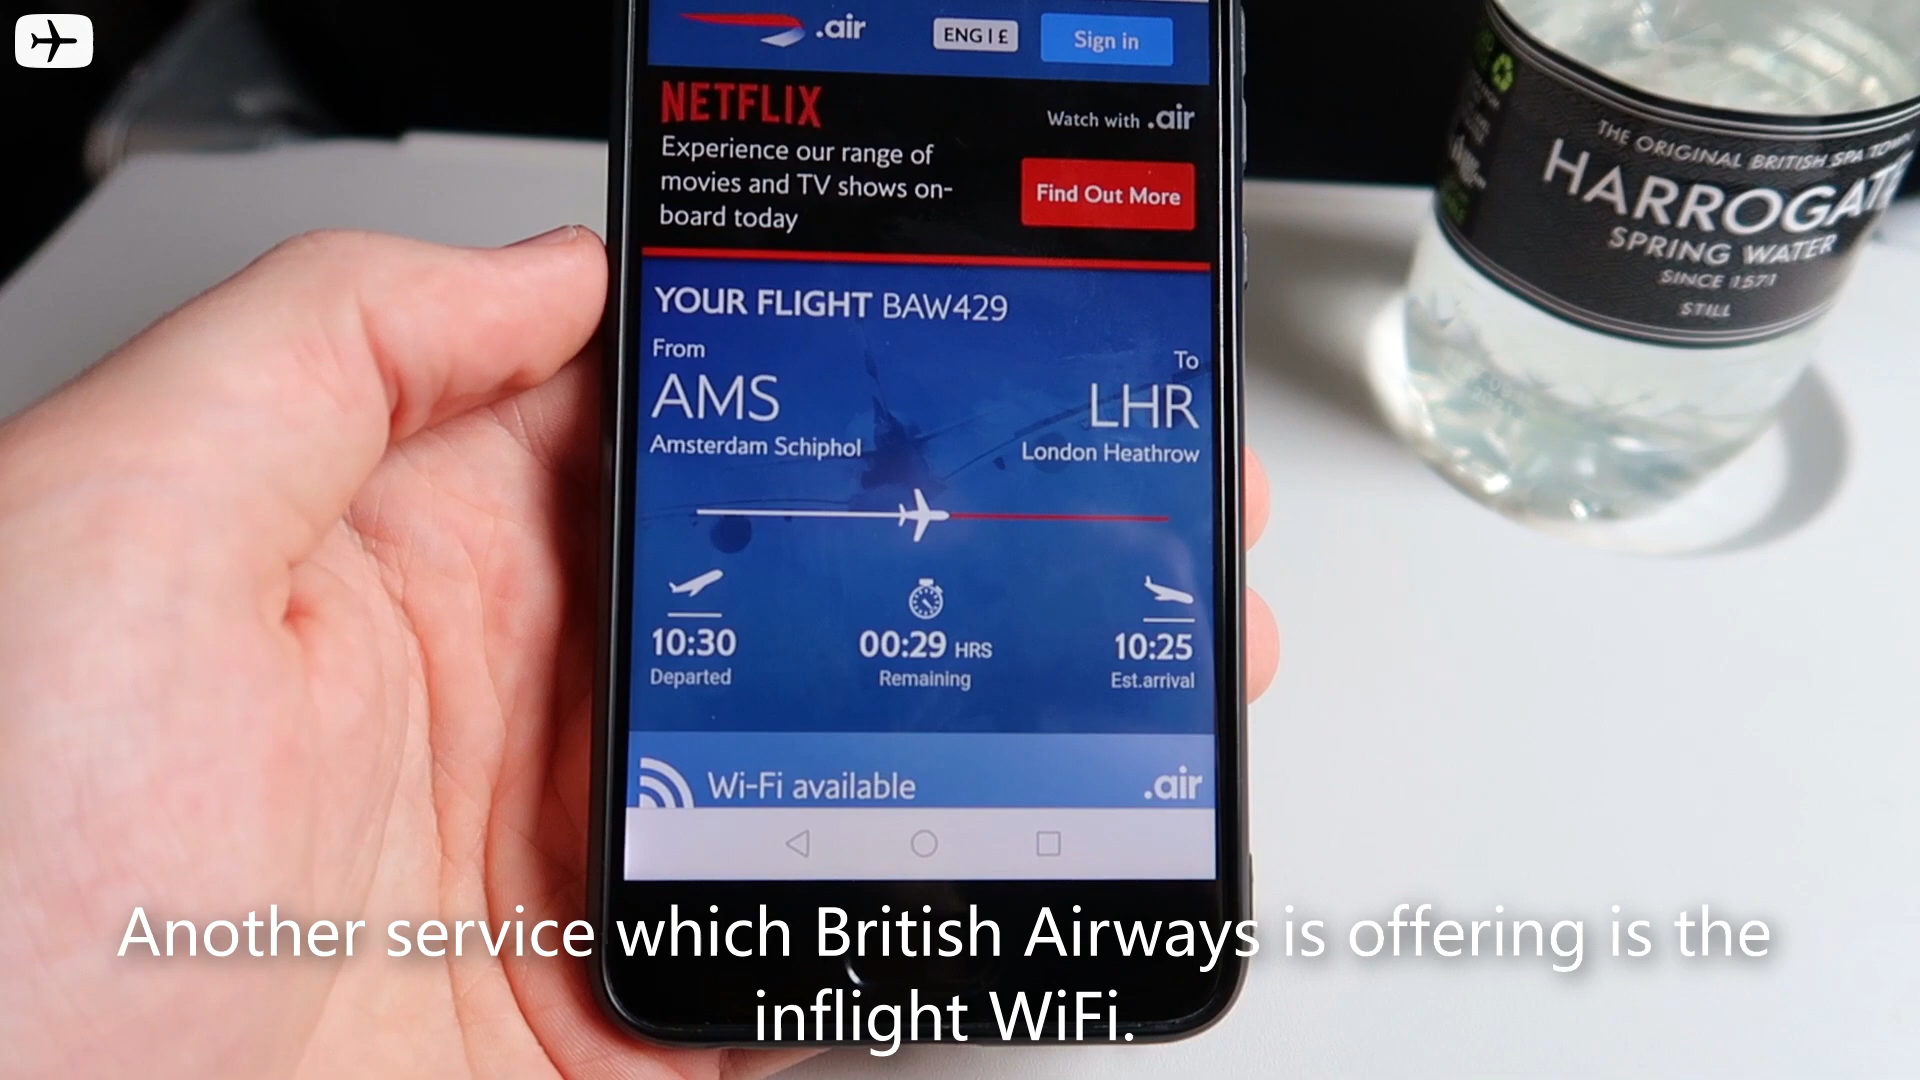 .air
ENG | £
Sign in
NETFLIX
Watch with .air
Experience our range of
movies and TV shows on-
board today
Find Out More
YOUR FLIGHT BAW429
From
To
AMS
LHR
Amsterdam Schiphol
London Heathrow
10:30
00:29 HRS
10:25
Departed
Remaining
Est.arrival
Wi-Fi available
.air
THE ORIGINAL BRITISH SPA
HARROGATE
SPRING WATER
SINCE 1571
STILL
Another service which British Airways is offering is the
inflight WiFi.